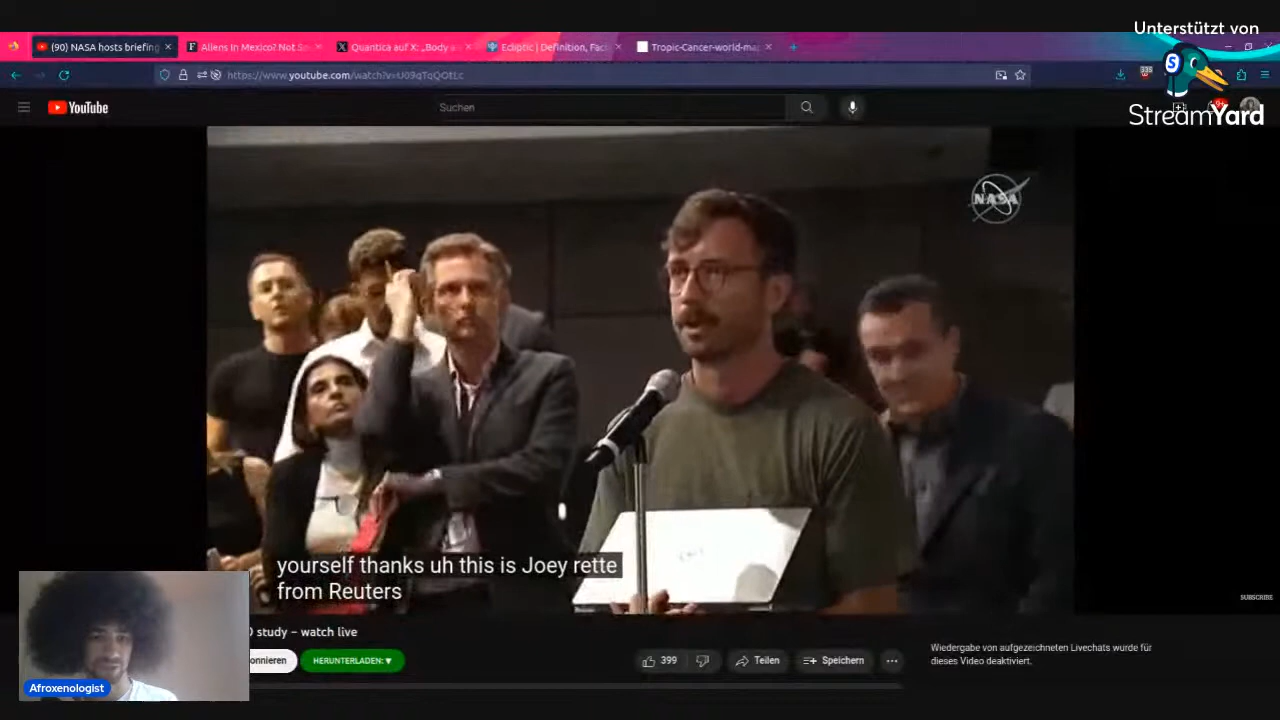 Unterstützt von
StreamYard
(90) NASA hosts briefing
Aliens In Mexico? Not So
Quantica auf X: „Body a
Ecliptic | Definition, Fact
Tropic-Cancer-world-ma
https://www.youtube.com/watch?v=
YouTube
Suchen
NASA
yourself thanks uh this is Joey rette
from Reuters
SUBSCRIBE
study – watch live
onnieren
HERUNTERLADEN: ▼
399
Teilen
Speichern
Wiedergabe von aufgezeichneten Livechats wurde für
dieses Video deaktiviert.
Afroxenologist